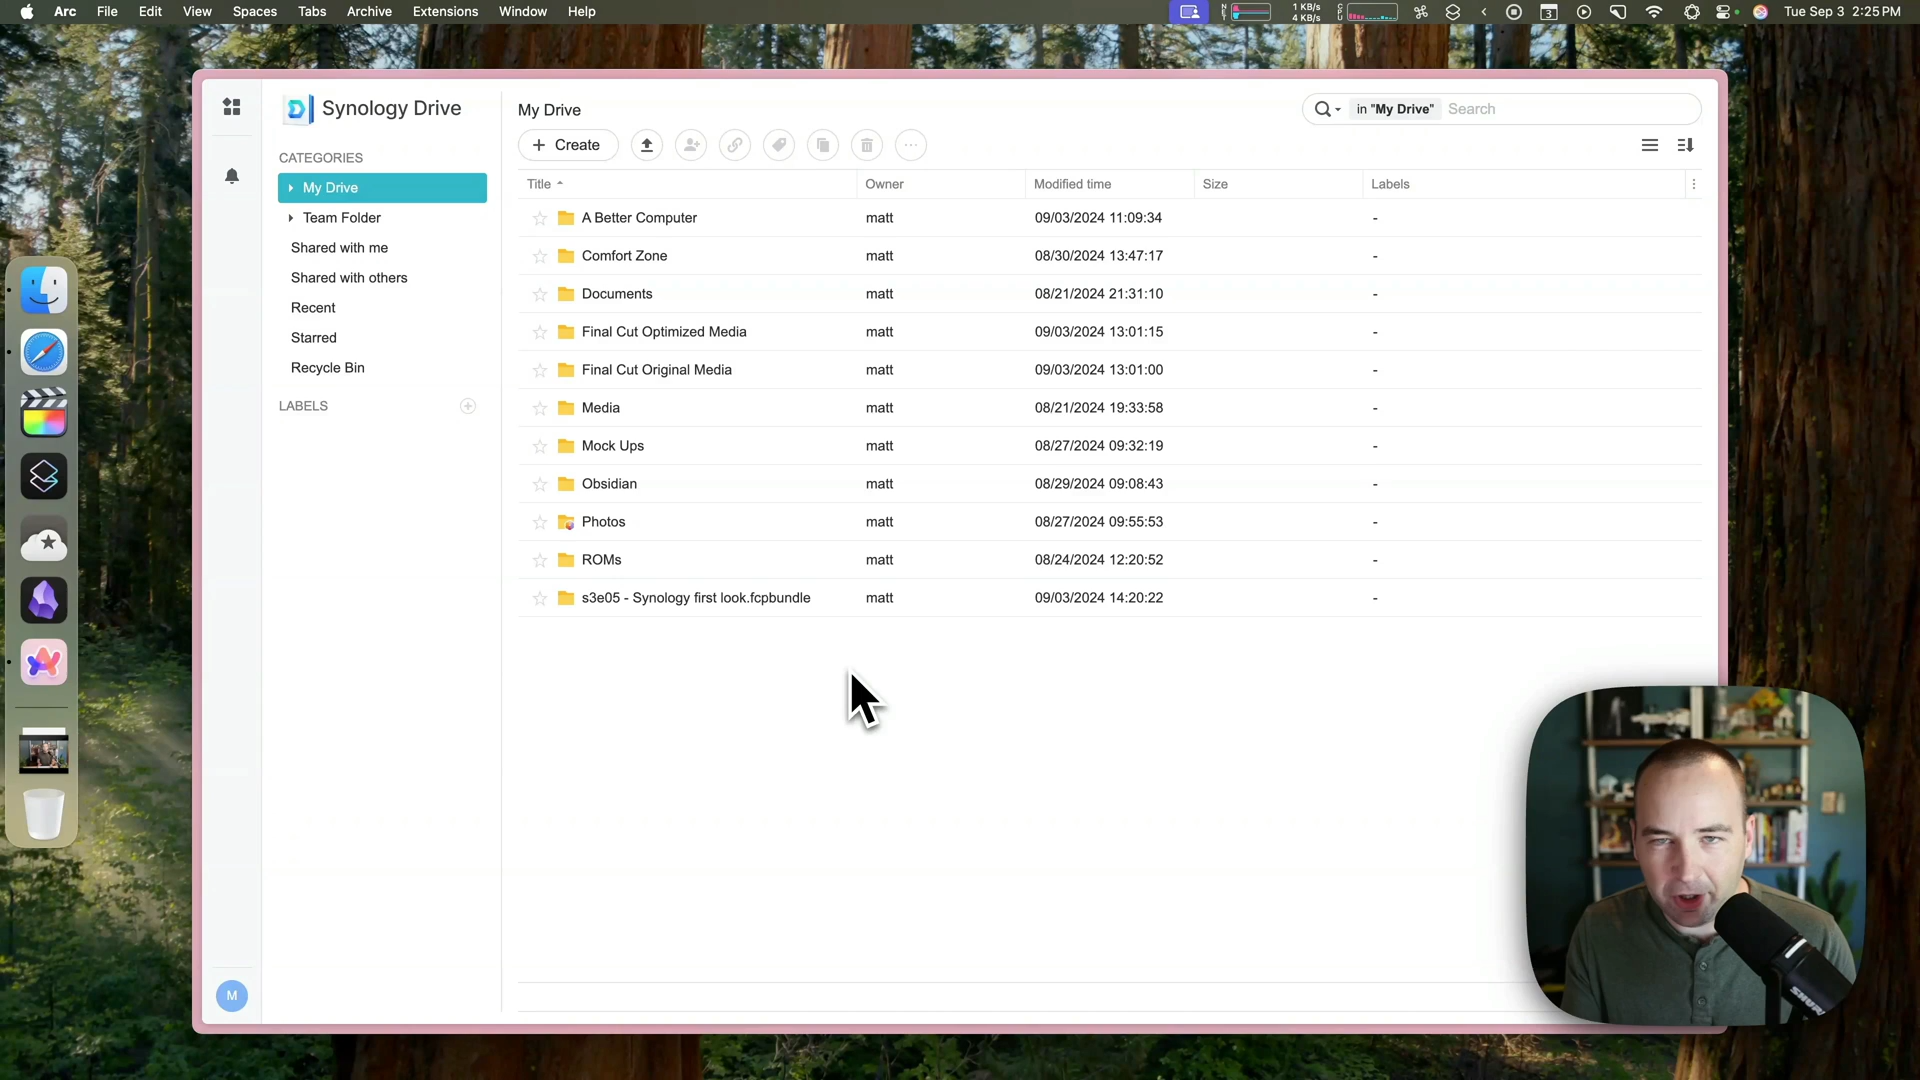 Arc File Edit View Spaces Tabs Archive Extensions Window Help
1 KB/s
4 KB/s
3
Tue Sep 3 2:25 PM
Synology Drive
My Drive
in "My Drive" Search
Create
CATEGORIES
My Drive
Team Folder
Shared with me
Shared with others
Recent
Starred
Recycle Bin
LABELS
Title Owner Modified time Size Labels
A Better Computer matt 09/03/2024 11:09:34 -
Comfort Zone matt 08/30/2024 13:47:17 -
Documents matt 08/21/2024 21:31:10 -
Final Cut Optimized Media matt 09/03/2024 13:01:15 -
Final Cut Original Media matt 09/03/2024 13:01:00 -
Media matt 08/21/2024 19:33:58 -
Mock Ups matt 08/27/2024 09:32:19 -
Obsidian matt 08/29/2024 09:08:43 -
Photos matt 08/27/2024 09:55:53 -
ROMs matt 08/24/2024 12:20:52 -
s3e05 - Synology first look.fcpbundle matt 09/03/2024 14:20:22 -
M
SHURE